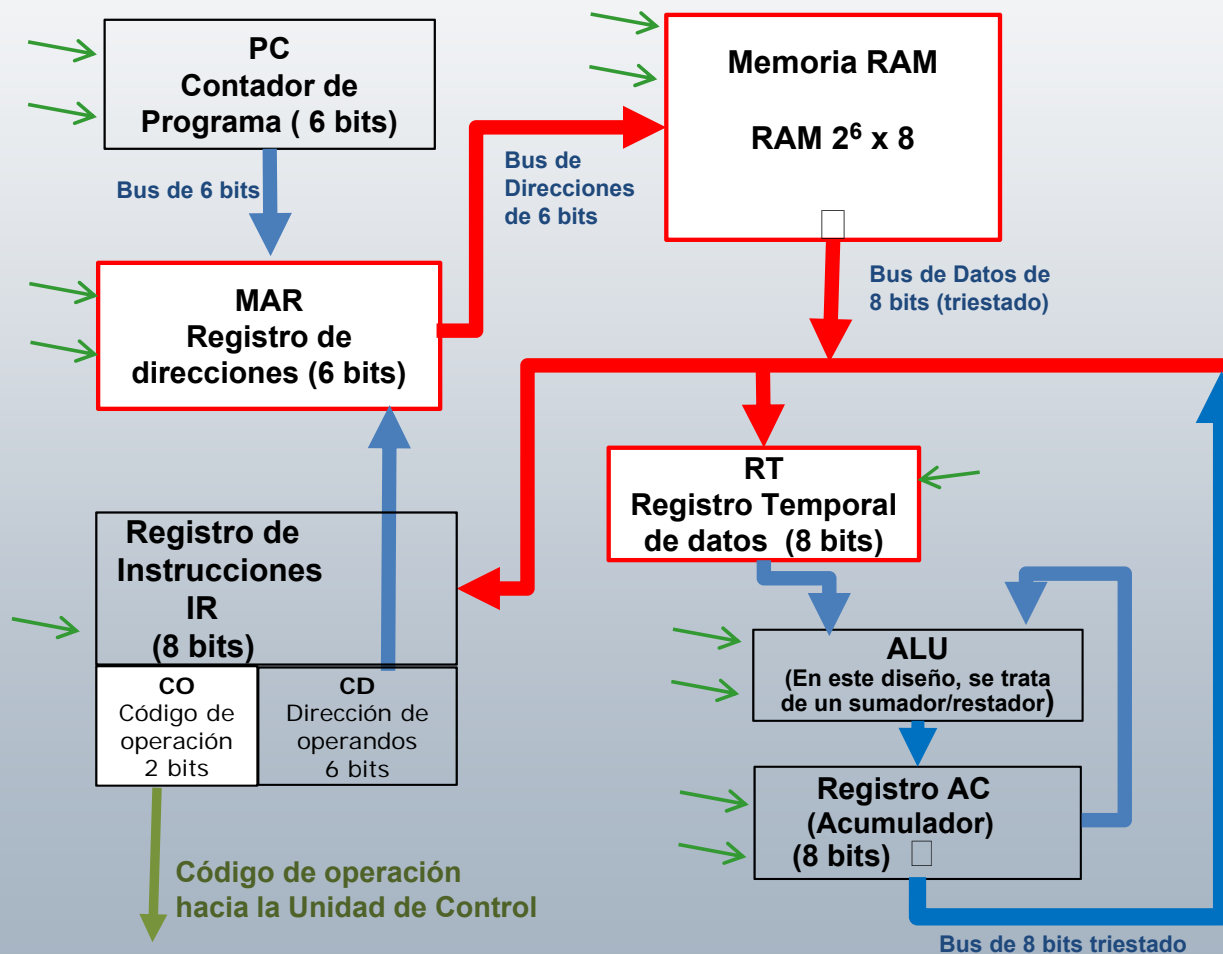 PC
Contador de
Programa ( 6 bits)
Bus de 6 bits
Memoria RAM
RAM 2⁶ x 8
Bus de
Direcciones
de 6 bits
Bus de Datos de
8 bits (triestado)
MAR
Registro de
direcciones (6 bits)
RT
Registro Temporal
de datos (8 bits)
Registro de
Instrucciones
IR
(8 bits)
CO
Código de
operación
2 bits
CD
Dirección de
operandos
6 bits
ALU
(En este diseño, se trata
de un sumador/restador)
Registro AC
(Acumulador)
(8 bits)
Código de operación
hacia la Unidad de Control
Bus de 8 bits triestado